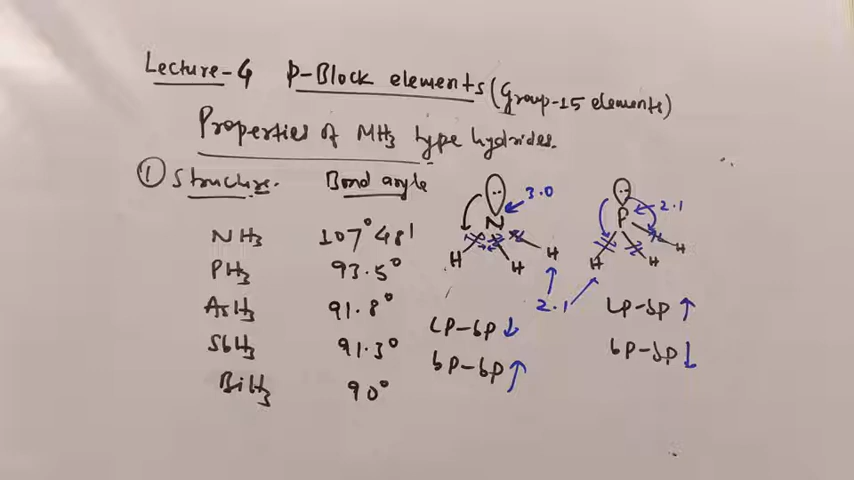 Lecture-4 P-Block elements (Group-15 elements)
Properties of MH3 type hydrides.
① Structure. Bond angle
NH3 107°48'
PH3 93.5°
AsH3 91.8°
SbH3 91.3°
BiH3 90°
3.0
N
H H H
2.1
P
H H H
2.1
LP-bp ↓
bp-bp ↑
LP-bp ↑
bp-bp ↓